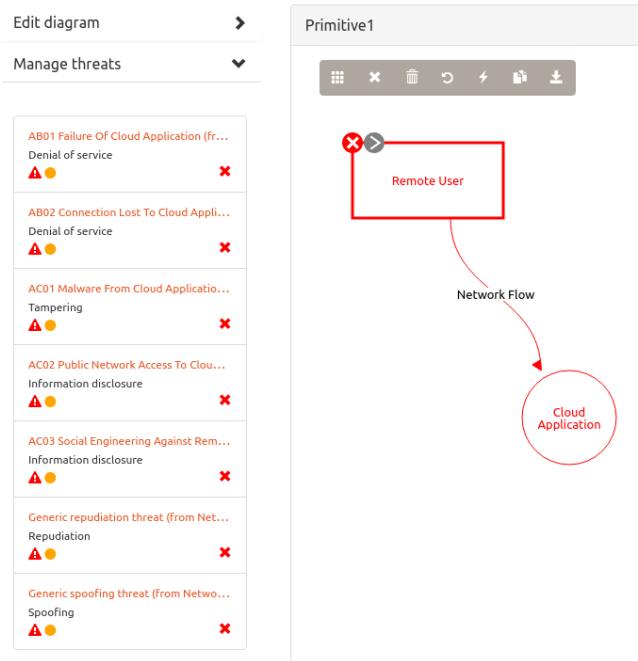 Edit diagram
Manage threats
AB01 Failure Of Cloud Application (fr...
Denial of service
AB02 Connection Lost To Cloud Appli...
Denial of service
AC01 Malware From Cloud Applicatio...
Tampering
AC02 Public Network Access To Clou...
Information disclosure
AC03 Social Engineering Against Rem...
Information disclosure
Generic repudiation threat (from Net...
Repudiation
Generic spoofing threat (from Netwo...
Spoofing
Primitive1
Remote User
Network Flow
Cloud
Application